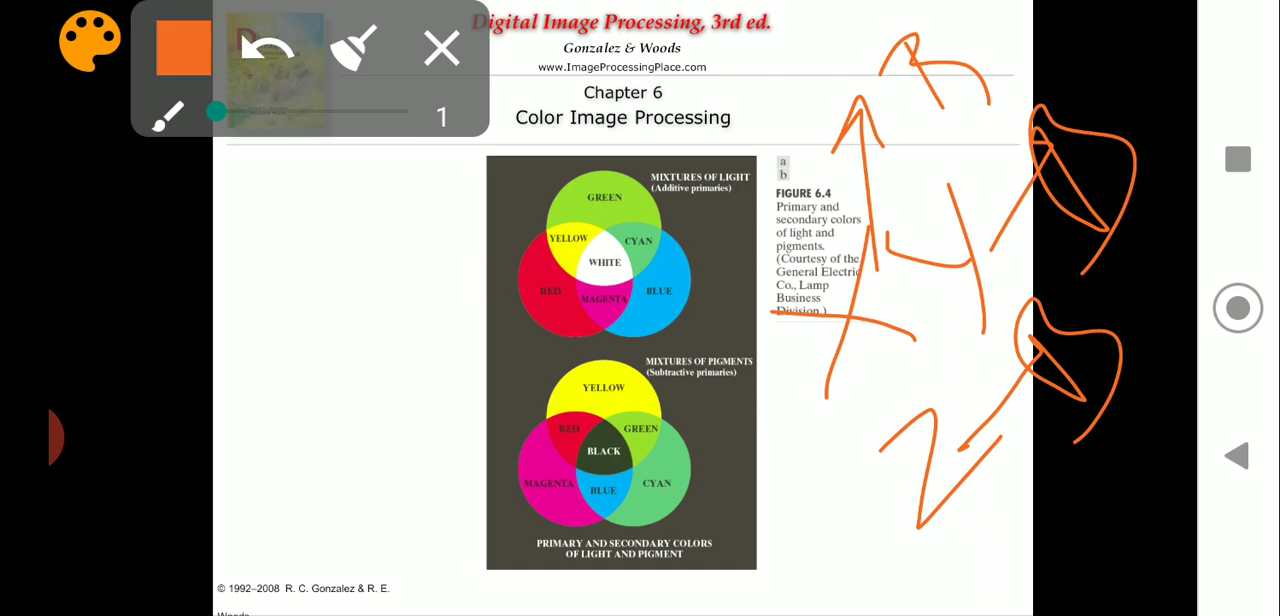 Digital Image Processing, 3rd ed.
Gonzalez & Woods
www.ImageProcessingPlace.com
Chapter 6
Color Image Processing
1
MIXTURES OF LIGHT
(Additive primaries)
GREEN
YELLOW
CYAN
WHITE
RED
BLUE
MAGENTA
MIXTURES OF PIGMENTS
(Subtractive primaries)
YELLOW
RED
GREEN
BLACK
MAGENTA
BLUE
CYAN
PRIMARY AND SECONDARY COLORS
OF LIGHT AND PIGMENT
a
b
FIGURE 6.4
Primary and
secondary colors
of light and
pigments.
(Courtesy of the
General Electric
Co., Lamp
Business
Division.)
© 1992–2008 R. C. Gonzalez & R. E.
Woods